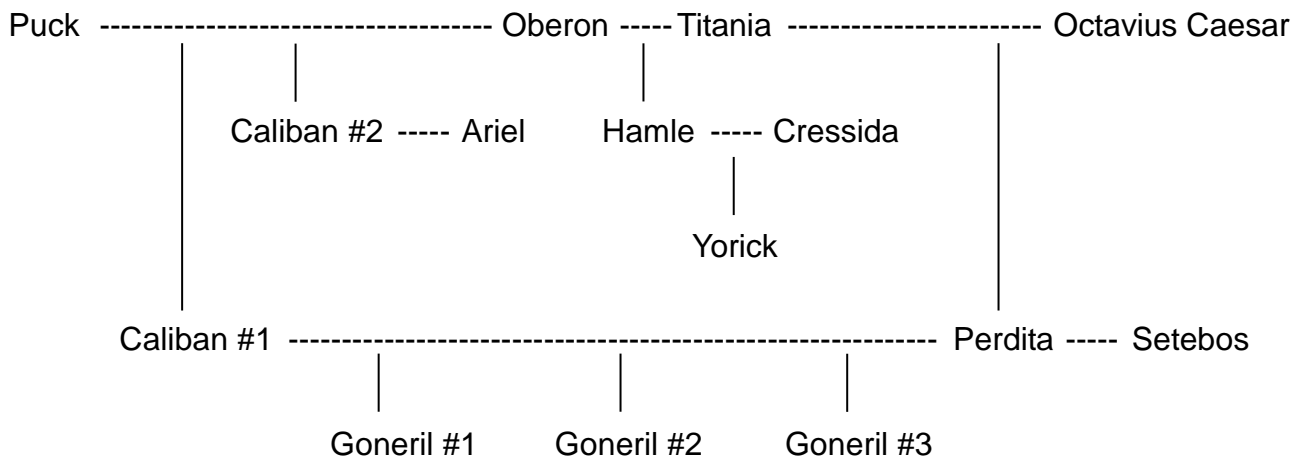 Puck ----------------------------------- Oberon ----- Titania ---------------------- Octavius Caesar
Caliban #2 ----- Ariel Hamle ----- Cressida
Yorick
Caliban #1 --------------------------------------------------------- Perdita ----- Setebos
Goneril #1 Goneril #2 Goneril #3